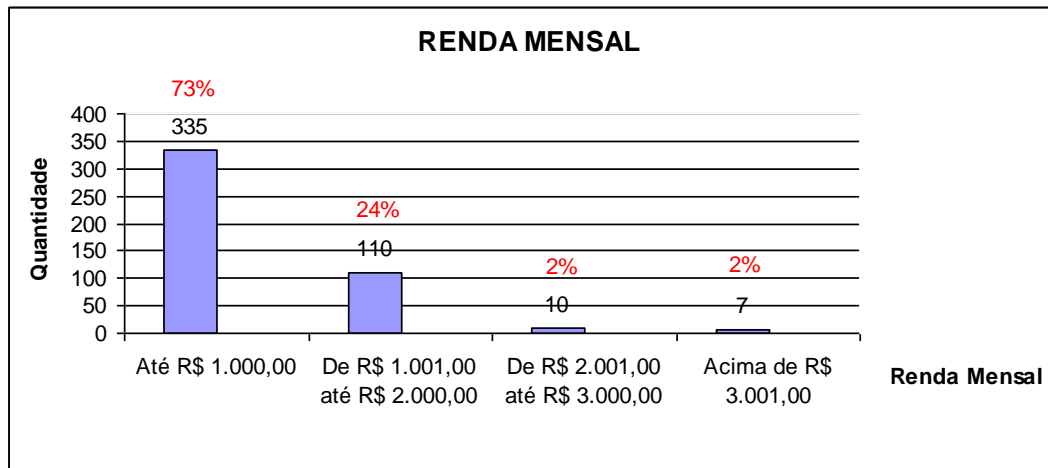 RENDA MENSAL
73%
400
335
350
300
250
24%
200
110
150
2%
2%
100
10
7
50
0
Quantidade
Até R$ 1.000,00
De R$ 1.001,00
até R$ 2.000,00
De R$ 2.001,00
até R$ 3.000,00
Acima de R$
3.001,00
Renda Mensal